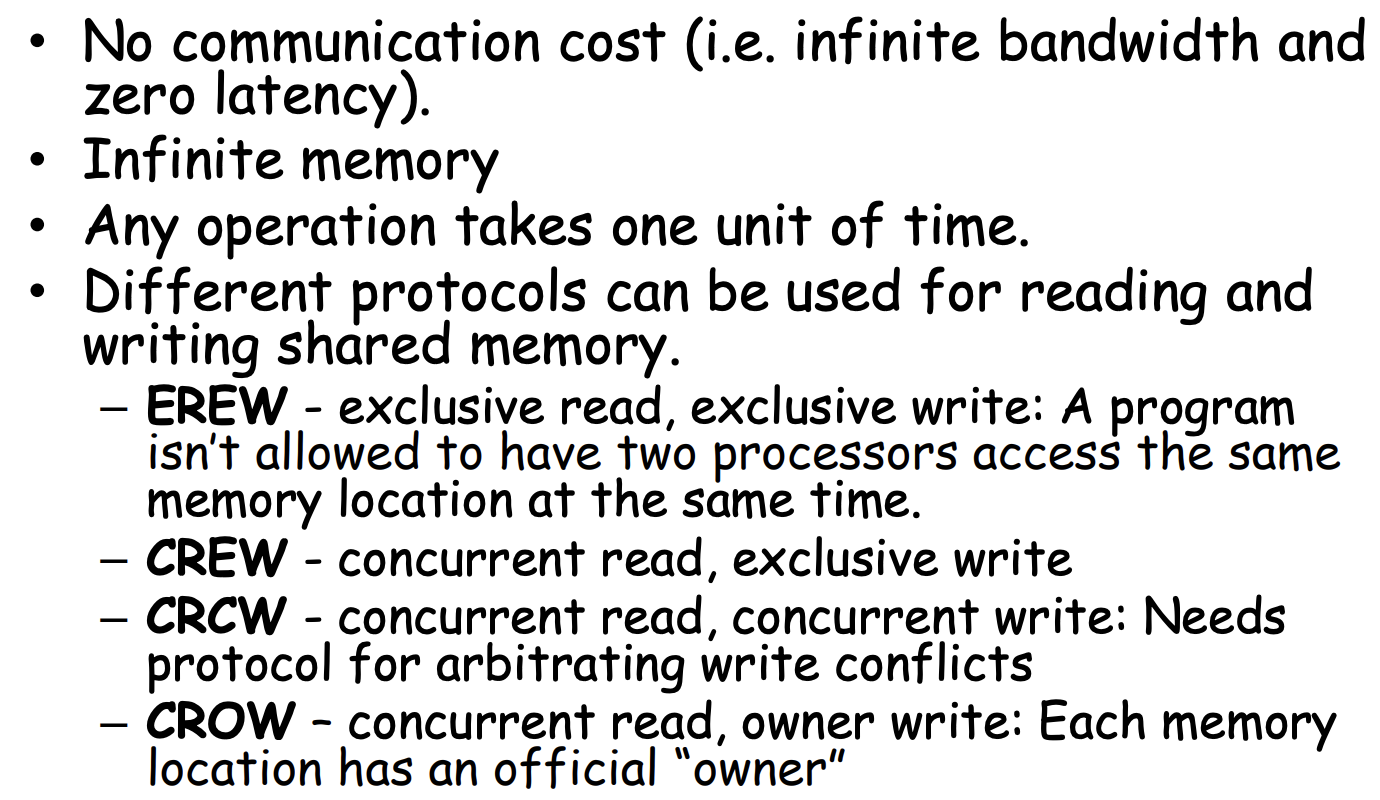 • No communication cost (i.e. infinite bandwidth and
zero latency).
• Infinite memory
• Any operation takes one unit of time.
• Different protocols can be used for reading and
writing shared memory.
– EREW - exclusive read, exclusive write: A program
isn't allowed to have two processors access the same
memory location at the same time.
– CREW - concurrent read, exclusive write
– CRCW - concurrent read, concurrent write: Needs
protocol for arbitrating write conflicts
– CROW – concurrent read, owner write: Each memory
location has an official “owner”